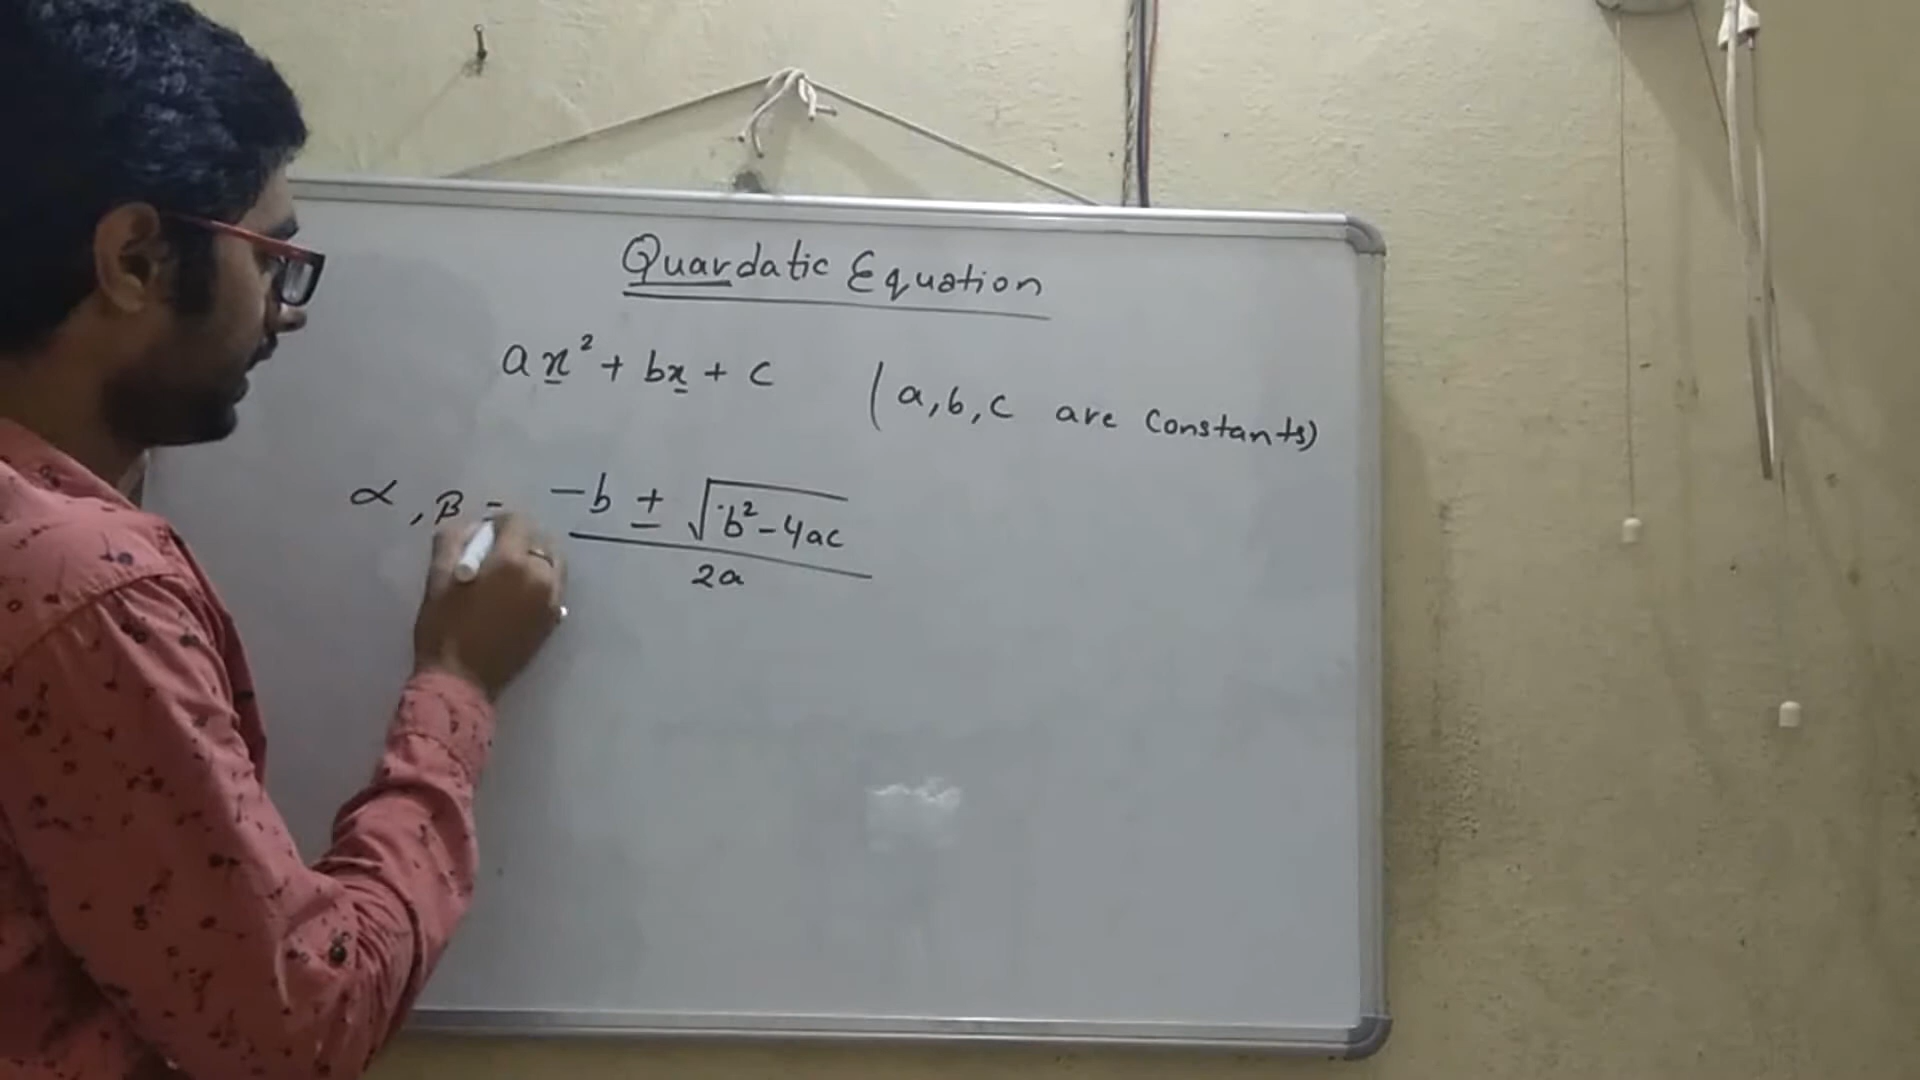 Quardatic Equation
ax² + bx + c (a, b, c are constants)
α, β = -b ± √b²-4ac
2a